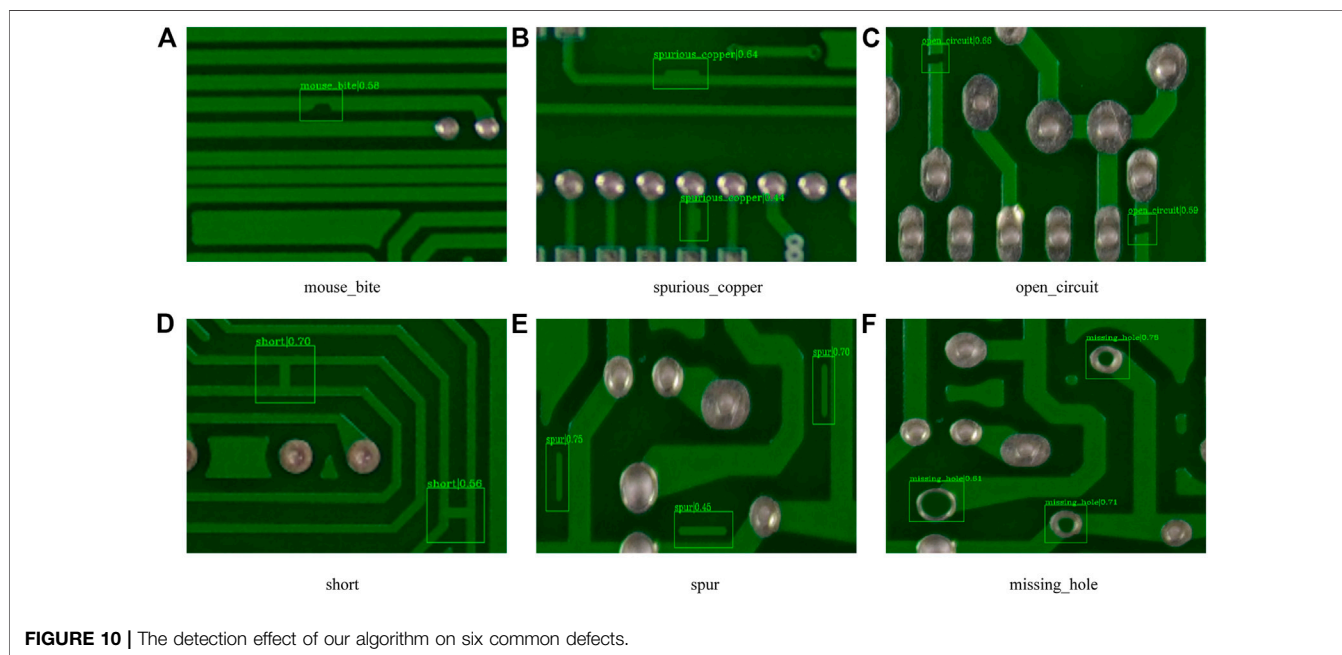 A
B
C
mouse_bite|0.58
spurious_copper|0.64
spurious_copper|0.44
open_circuit|0.66
open_circuit|0.59
mouse_bite
spurious_copper
open_circuit
D
E
F
short|0.70
short|0.56
spur|0.70
spur|0.75
spur|0.45
missing_hole|0.75
missing_hole|0.81
missing_hole|0.71
short
spur
missing_hole
FIGURE 10 | The detection effect of our algorithm on six common defects.